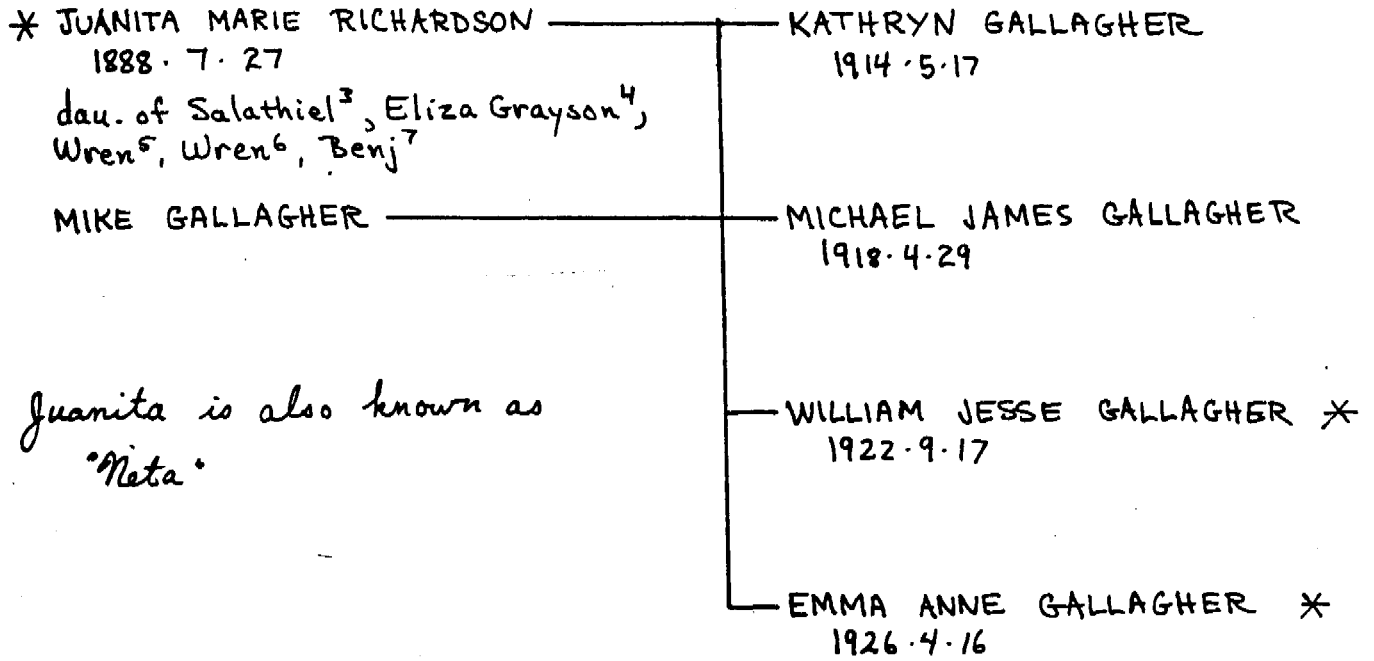 * JUANITA MARIE RICHARDSON
1888 · 7 · 27
dau. of Salathiel³, Eliza Grayson⁴,
Wren⁵, Wren⁶, Benj⁷
MIKE GALLAGHER
Juanita is also known as
"Neta"
KATHRYN GALLAGHER
1914 · 5 · 17
MICHAEL JAMES GALLAGHER
1918 · 4 · 29
WILLIAM JESSE GALLAGHER *
1922 · 9 · 17
EMMA ANNE GALLAGHER *
1926 · 4 · 16